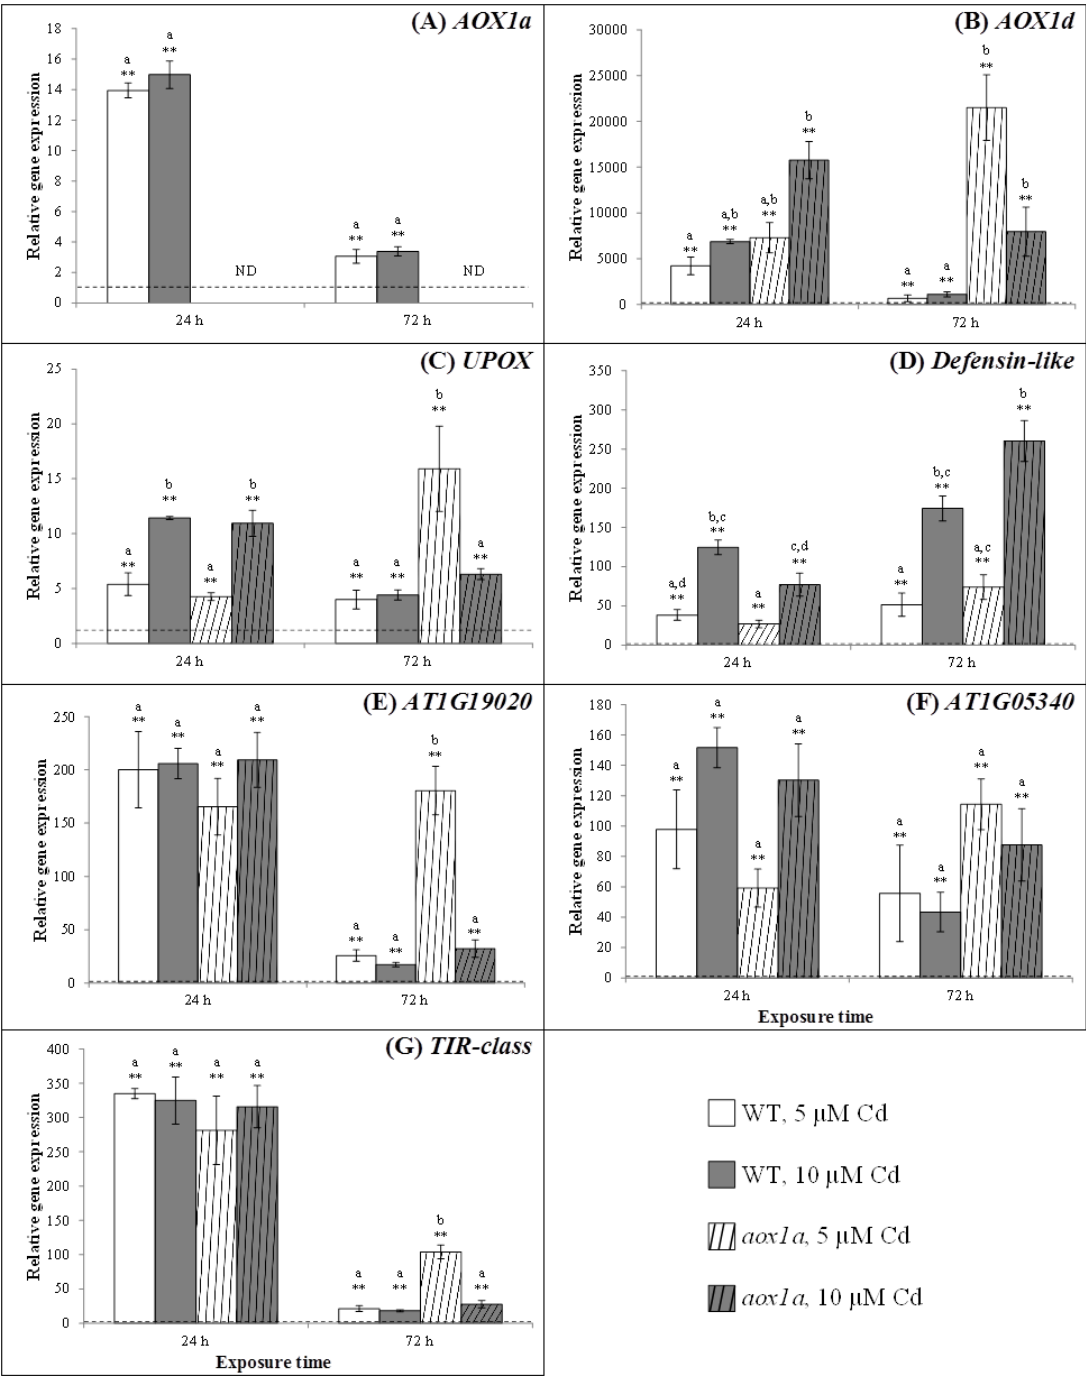 (A) AOX1a
Relative gene expression
18
16
14
12
10
8
6
4
2
0
a
**
a
**
ND
a
**
a
**
ND
24 h
72 h
(B) AOX1d
Relative gene expression
30000
25000
20000
15000
10000
5000
0
a
**
a,b
**
a,b
**
b
**
a
**
a
**
b
**
b
**
24 h
72 h
(C) UPOX
Relative gene expression
25
20
15
10
5
0
a
**
b
**
a
**
b
**
a
**
a
**
b
**
a
**
24 h
72 h
(D) Defensin-like
Relative gene expression
350
300
250
200
150
100
50
0
a,d
**
b,c
**
a
**
c,d
**
a
**
b,c
**
a,c
**
b
**
24 h
72 h
(E) AT1G19020
Relative gene expression
250
200
150
100
50
0
a
**
a
**
a
**
a
**
a
**
a
**
b
**
a
**
24 h
72 h
(F) AT1G05340
Relative gene expression
180
160
140
120
100
80
60
40
20
0
a
**
a
**
a
**
a
**
a
**
a
**
a
**
a
**
24 h
72 h
Exposure time
(G) TIR-class
Relative gene expression
400
350
300
250
200
150
100
50
0
a
**
a
**
a
**
a
**
a
**
a
**
b
**
a
**
24 h
72 h
Exposure time
WT, 5 µM Cd
WT, 10 µM Cd
aox1a, 5 µM Cd
aox1a, 10 µM Cd